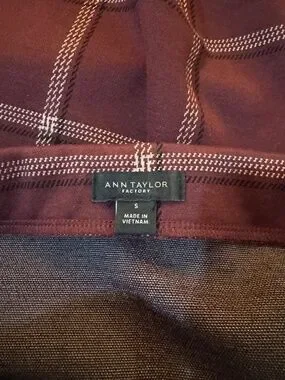 ANN TAYLOR
FACTORY
S
MADE IN
VIETNAM